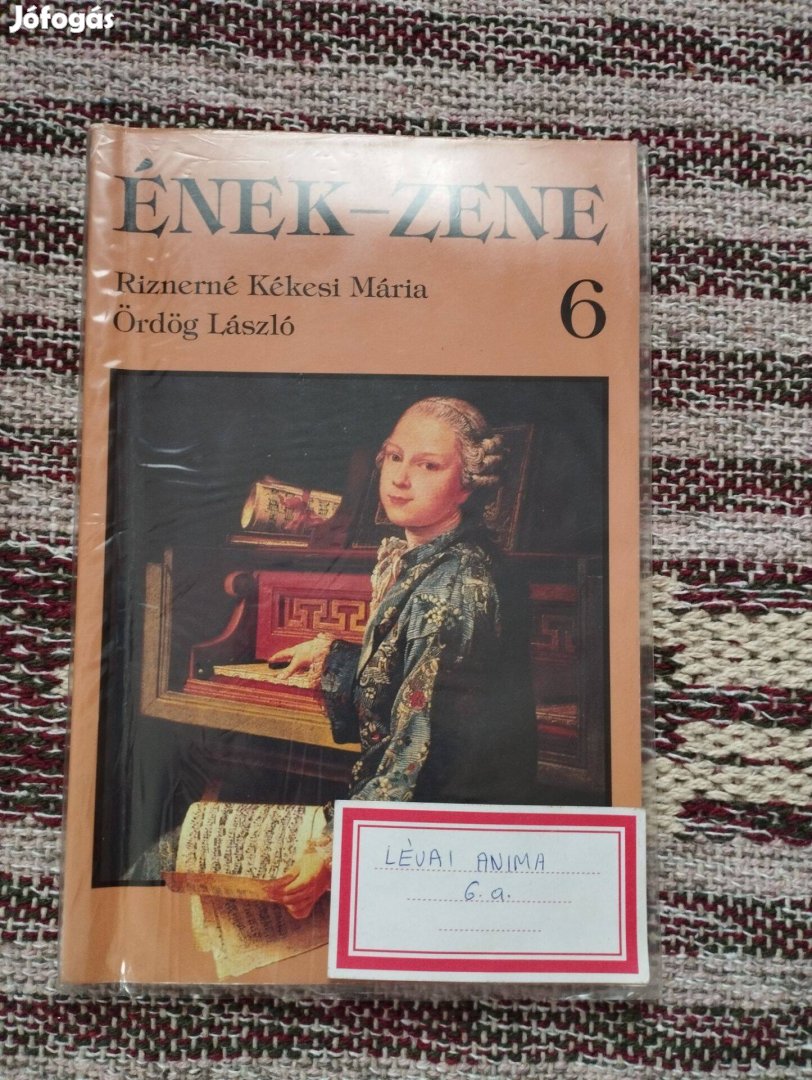 Jófogás
ÉNEK–ZENE
Riznerné Kékesi Mária
Ördög László
6
LÉVAI ANIMA
6.a.